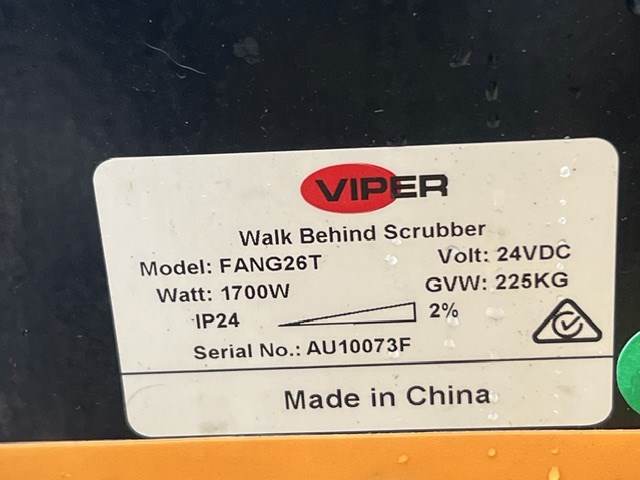 VIPER
Walk Behind Scrubber
Model: FANG26T Volt: 24VDC
Watt: 1700W GVW: 225KG
IP24 2%
Serial No.: AU10073F
Made in China